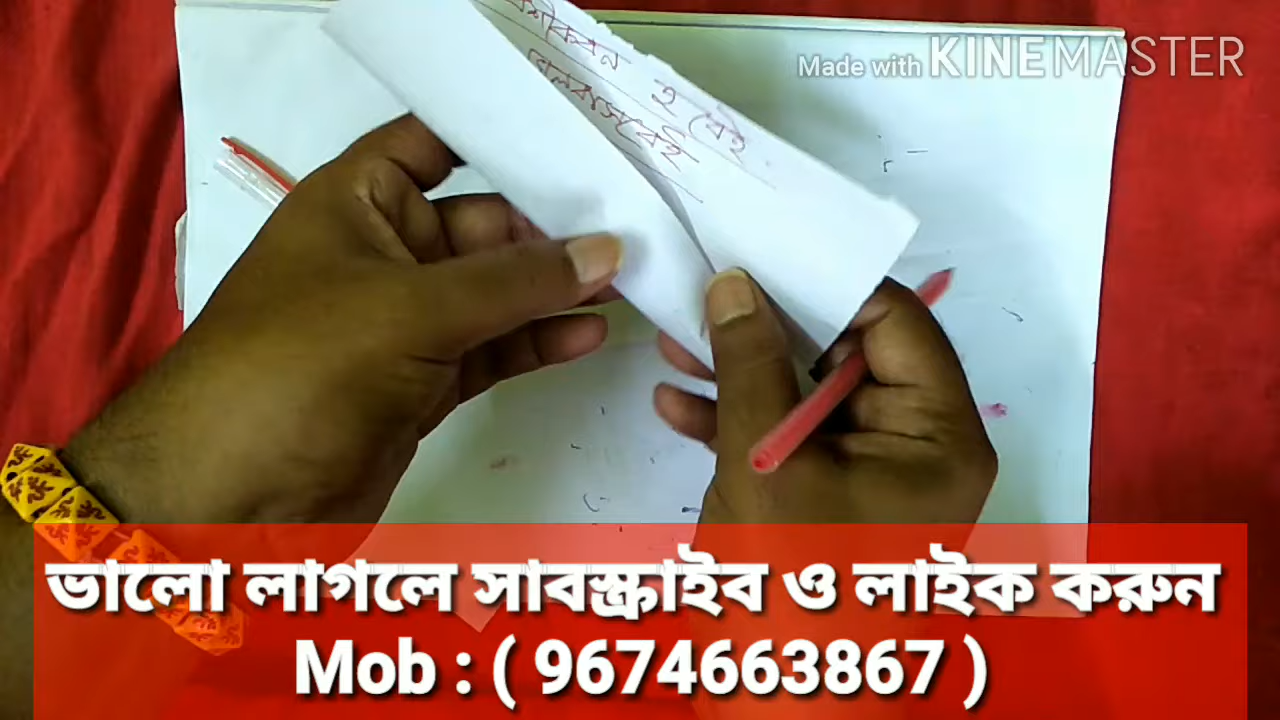 Made with KINEMASTER
ভালো লাগলে সাবস্ক্রাইব ও লাইক করুন
Mob : ( 9674663867 )